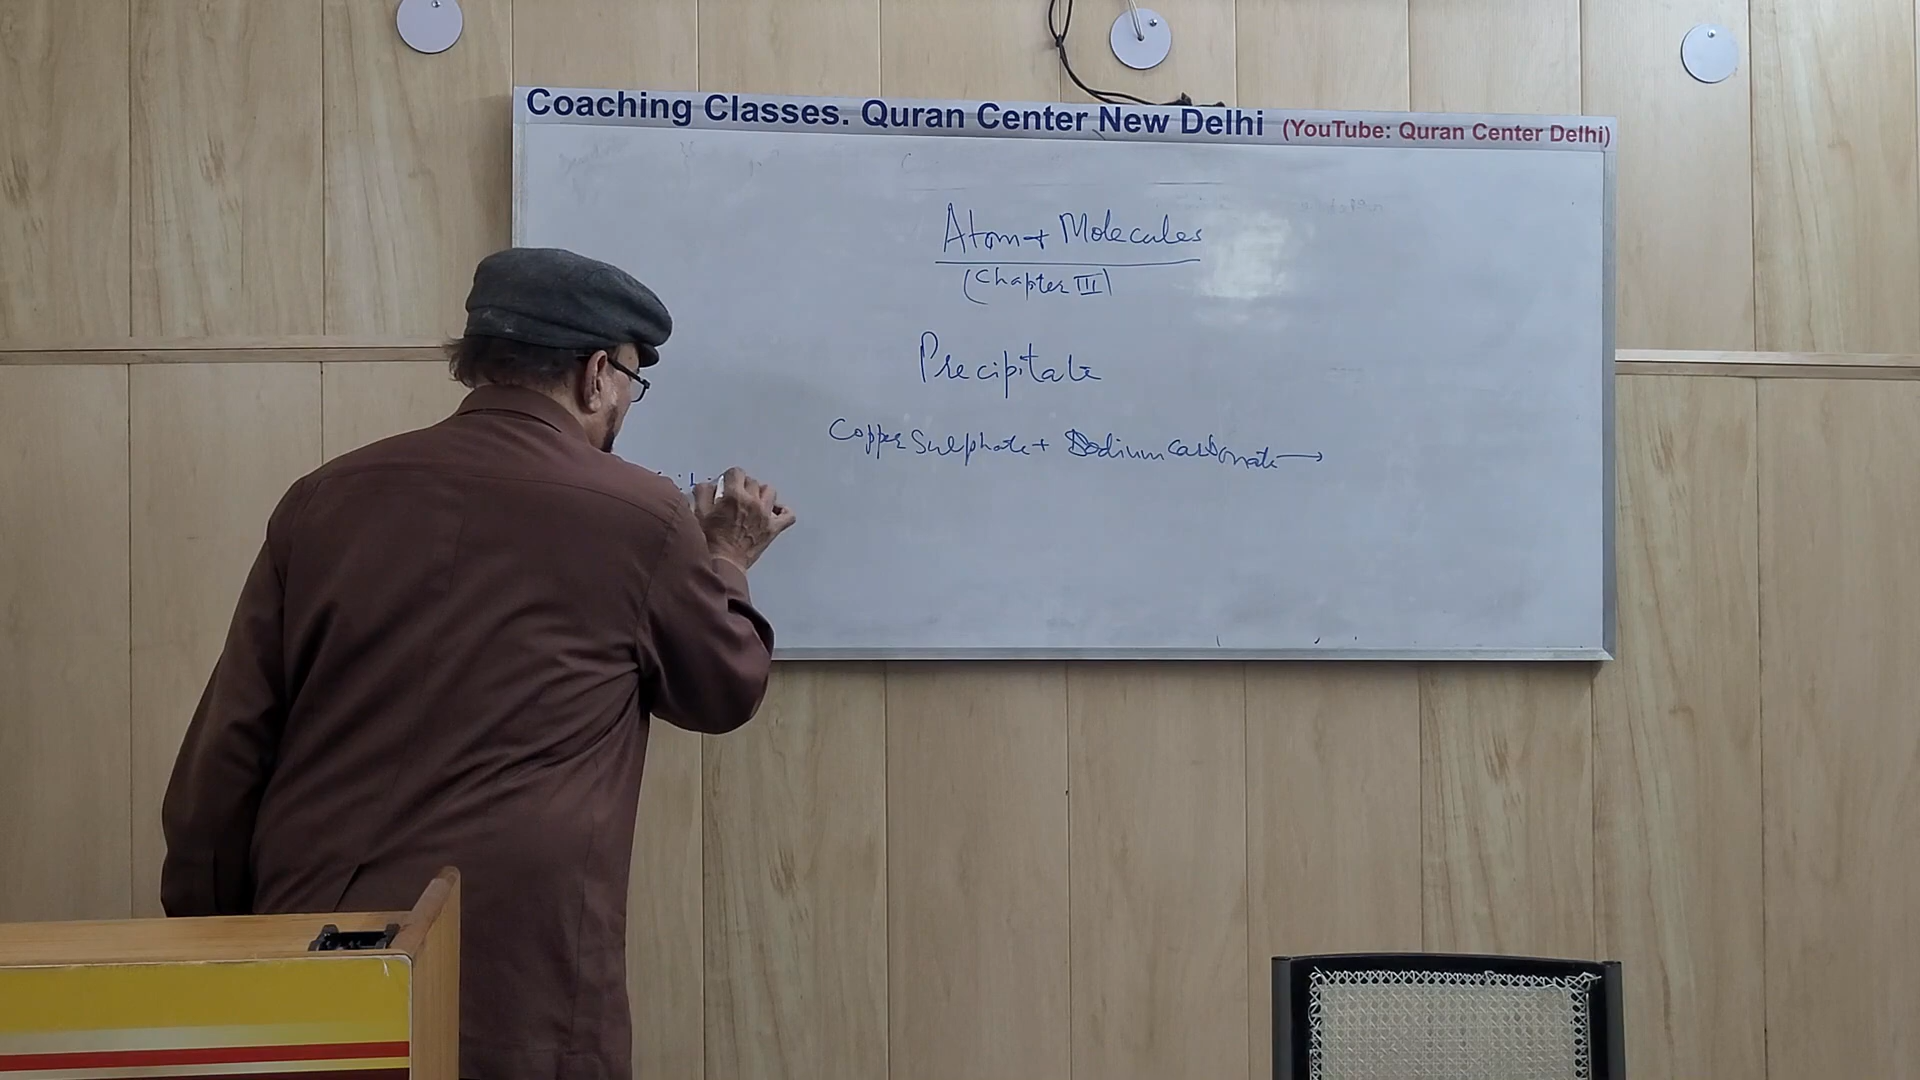 Coaching Classes. Quran Center New Delhi (YouTube: Quran Center Delhi)
Atom + Molecules
(Chapter III)
Precipitate
Copper Sulphate + Sodium carbonate →